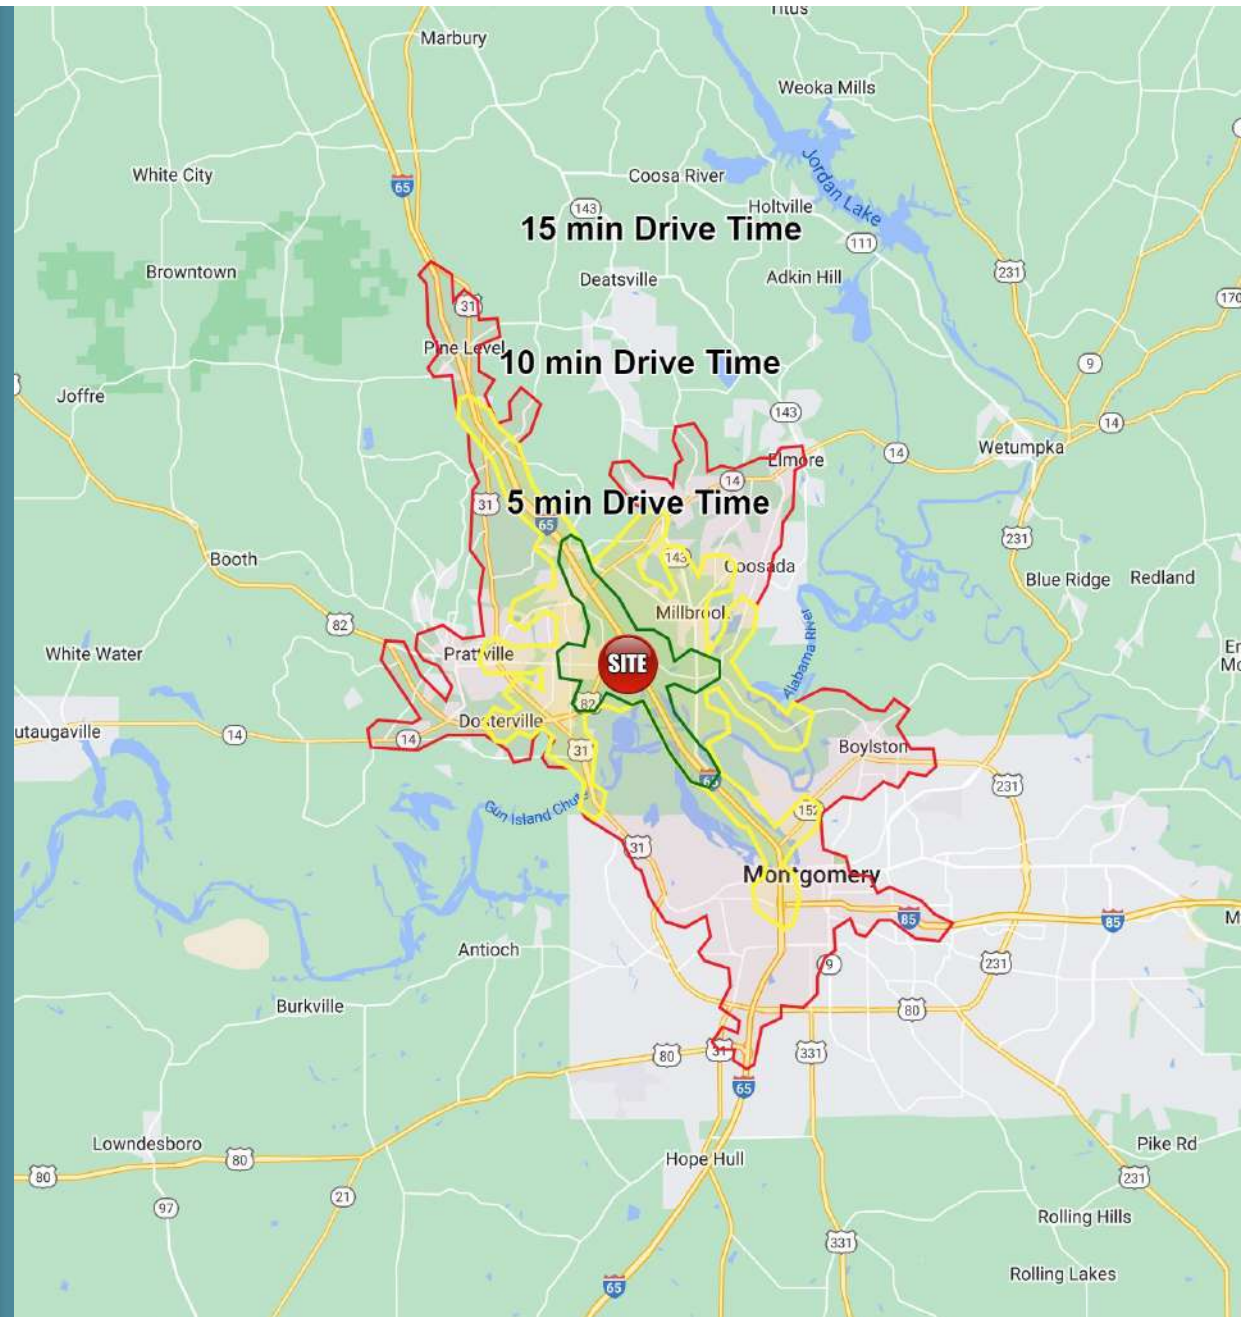 Titus
Marbury
Weoka Mills
White City
65
Coosa River
Jordan Lake
143
Holtville
15 min Drive Time
111
Browntown
Deatsville
Adkin Hill
231
170
31
Pine Level
10 min Drive Time
9
Joffre
143
14
Elmore
14
Wetumpka
14
31
5 min Drive Time
65
231
Booth
143
Coosada
Blue Ridge
Redland
82
Millbrook
Alabama River
White Water
Prattville
SITE
82
utaugaville
14
14
Dosterville
31
Boylston
65
231
Gun Island Chute
152
31
Montgomery
85
85
M
Antioch
9
231
Burkville
80
80
31
331
65
Lowndesboro
80
80
Hope Hull
Pike Rd
231
21
97
Rolling Hills
331
65
Rolling Lakes